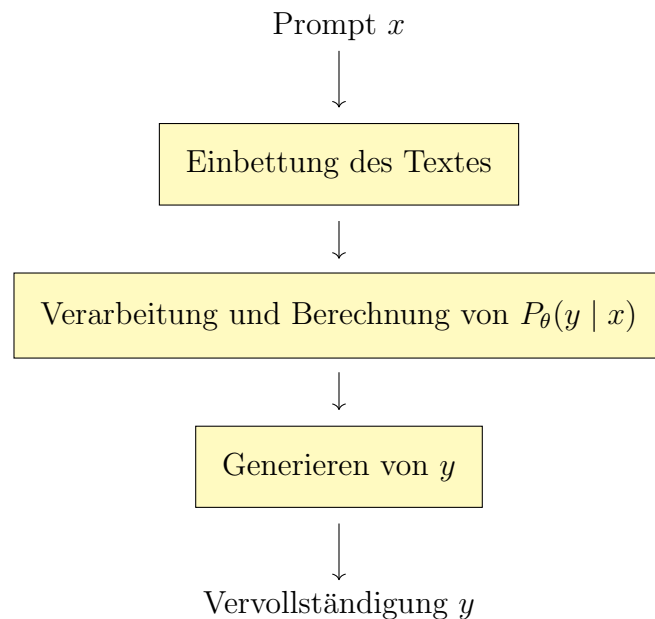 Prompt x
Einbettung des Textes
Verarbeitung und Berechnung von P_θ(y | x)
Generieren von y
Vervollständigung y